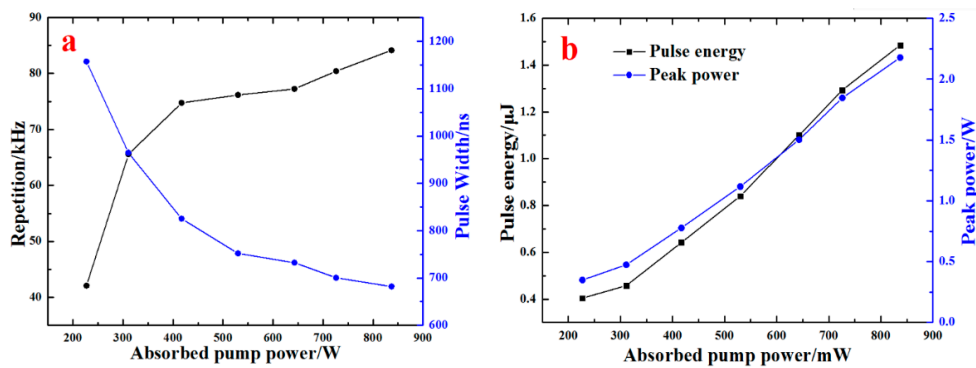 a
Repetition/kHz
90
80
70
60
50
40
1200
1100
1000
900
800
700
600
Pulse Width/ns
200 300 400 500 600 700 800 900
Absorbed pump power/W
b
Pulse energy
Peak power
Pulse energy/μJ
1.6
1.4
1.2
1.0
0.8
0.6
0.4
2.5
2.0
1.5
1.0
0.5
0.0
Peak power/W
200 300 400 500 600 700 800 900
Absorbed pump power/mW